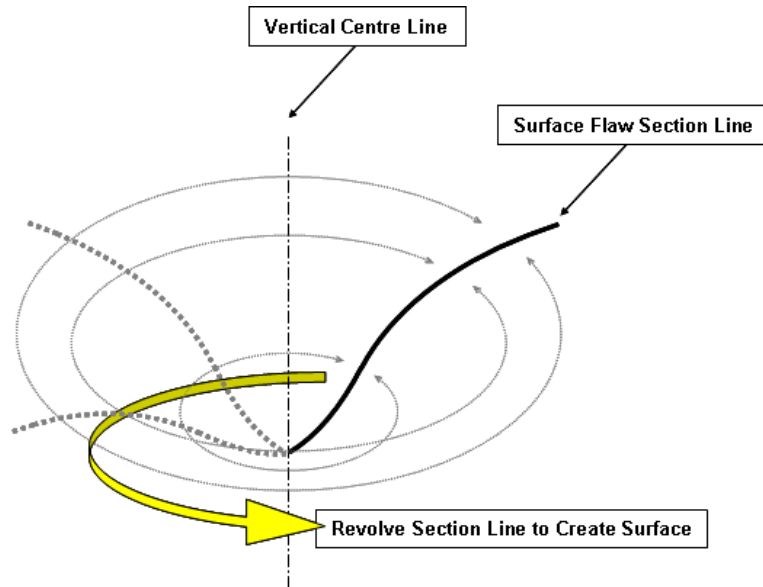 Vertical Centre Line
Surface Flaw Section Line
Revolve Section Line to Create Surface